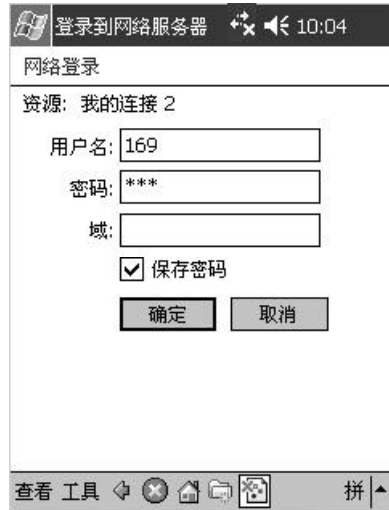 登录到网络服务器 10:04
网络登录
资源: 我的连接 2
用户名: 169
密码: ***
域:
保存密码
确定 取消
查看 工具 拼